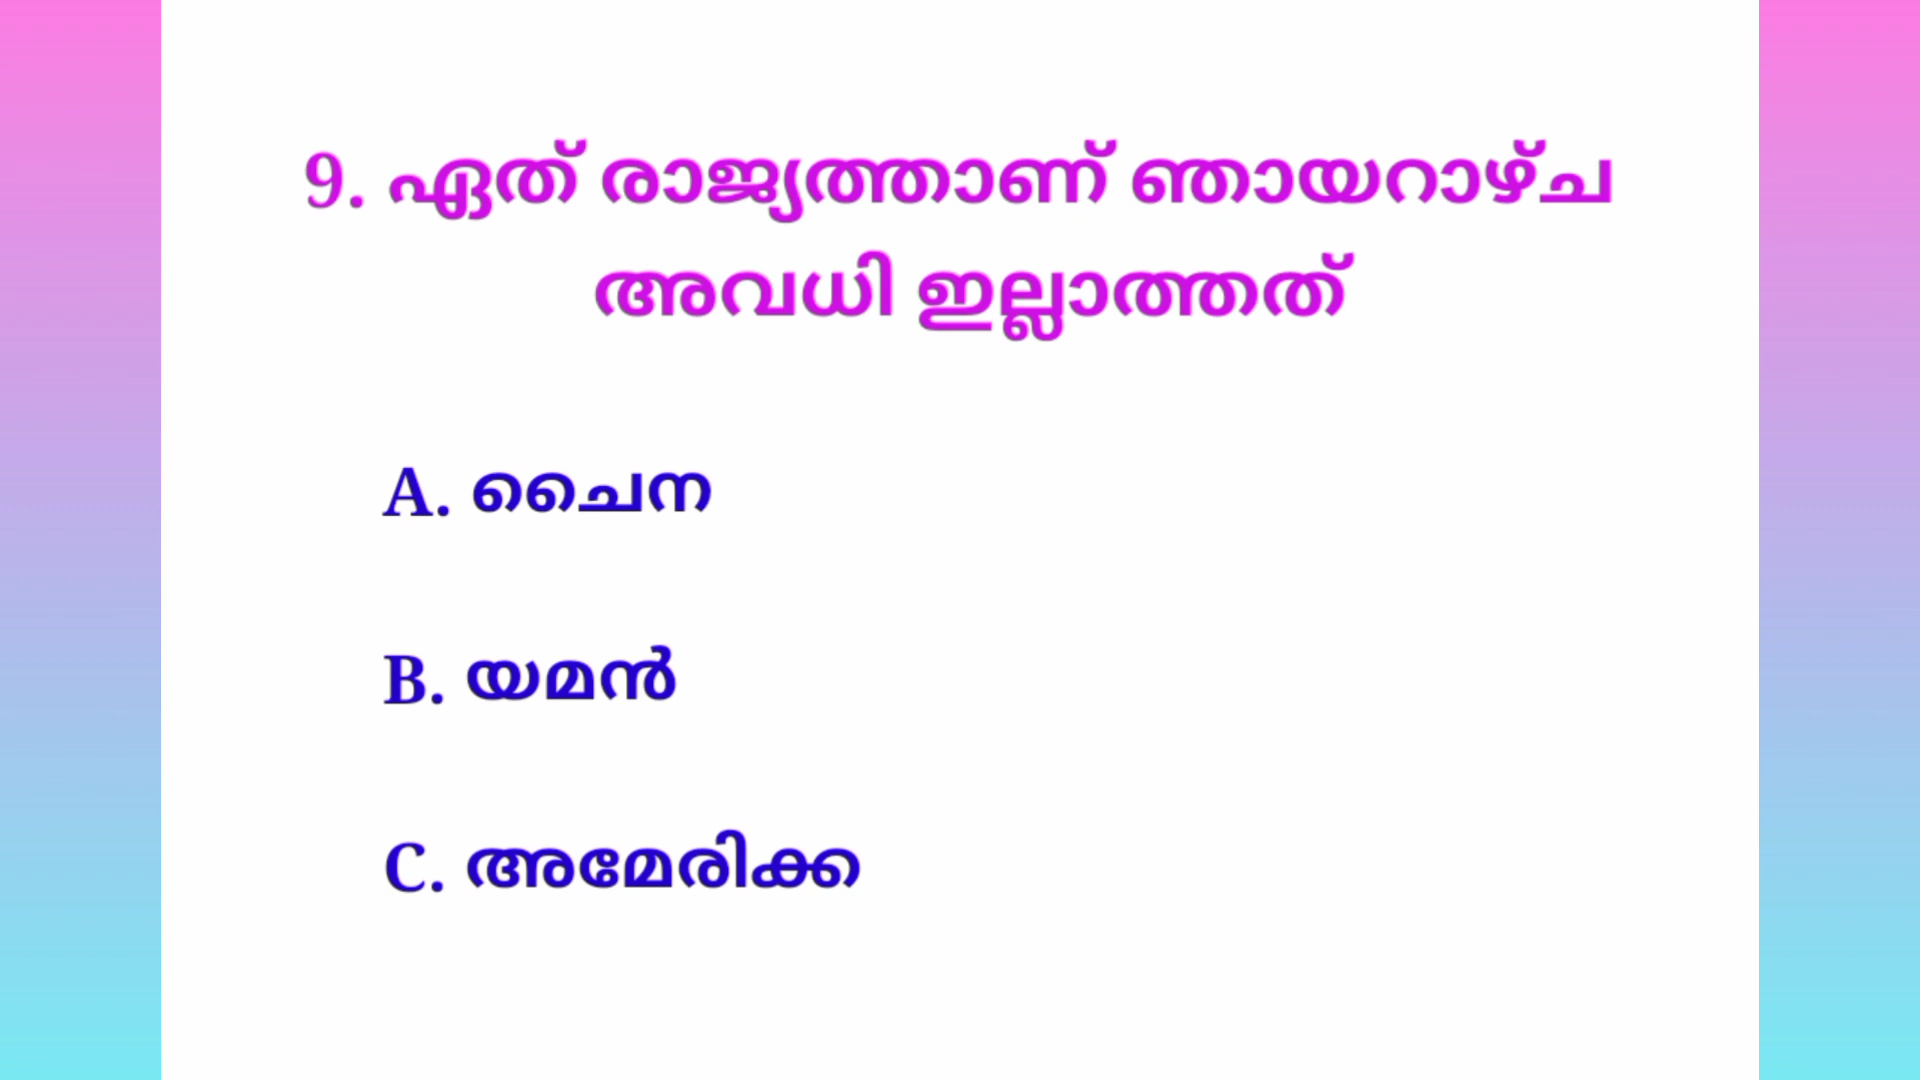 9. ഏത് രാജ്യത്താണ് ഞായറാഴ്ച
അവധി ഇല്ലാത്തത്
A. ചൈന
B. യമൻ
C. അമേരിക്ക